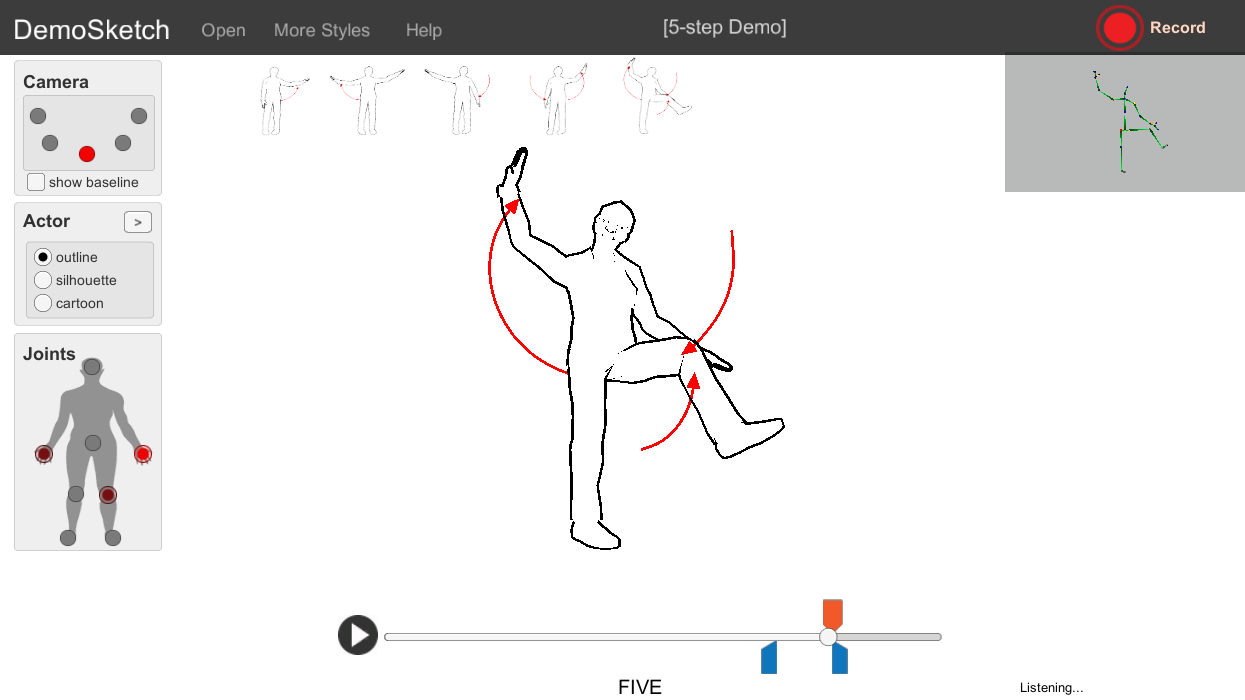 DemoSketch Open More Styles Help [5-step Demo] Record
Camera
show baseline
Actor >
outline
silhouette
cartoon
Joints
FIVE
Listening...